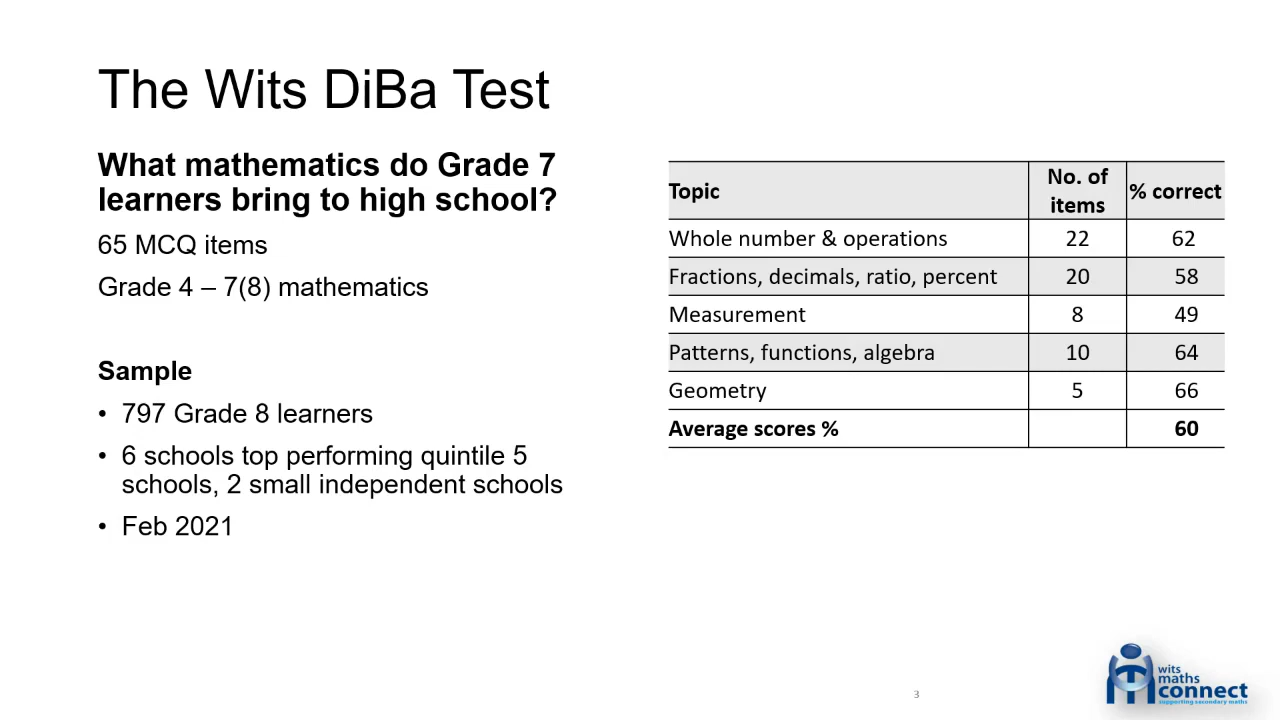 The Wits DiBa Test
What mathematics do Grade 7
learners bring to high school?
65 MCQ items
Grade 4 – 7(8) mathematics
Sample
• 797 Grade 8 learners
• 6 schools top performing quintile 5
schools, 2 small independent schools
• Feb 2021
Topic No. of items % correct
Whole number & operations 22 62
Fractions, decimals, ratio, percent 20 58
Measurement 8 49
Patterns, functions, algebra 10 64
Geometry 5 66
Average scores % 60
3
wits
maths
connect
supporting secondary maths